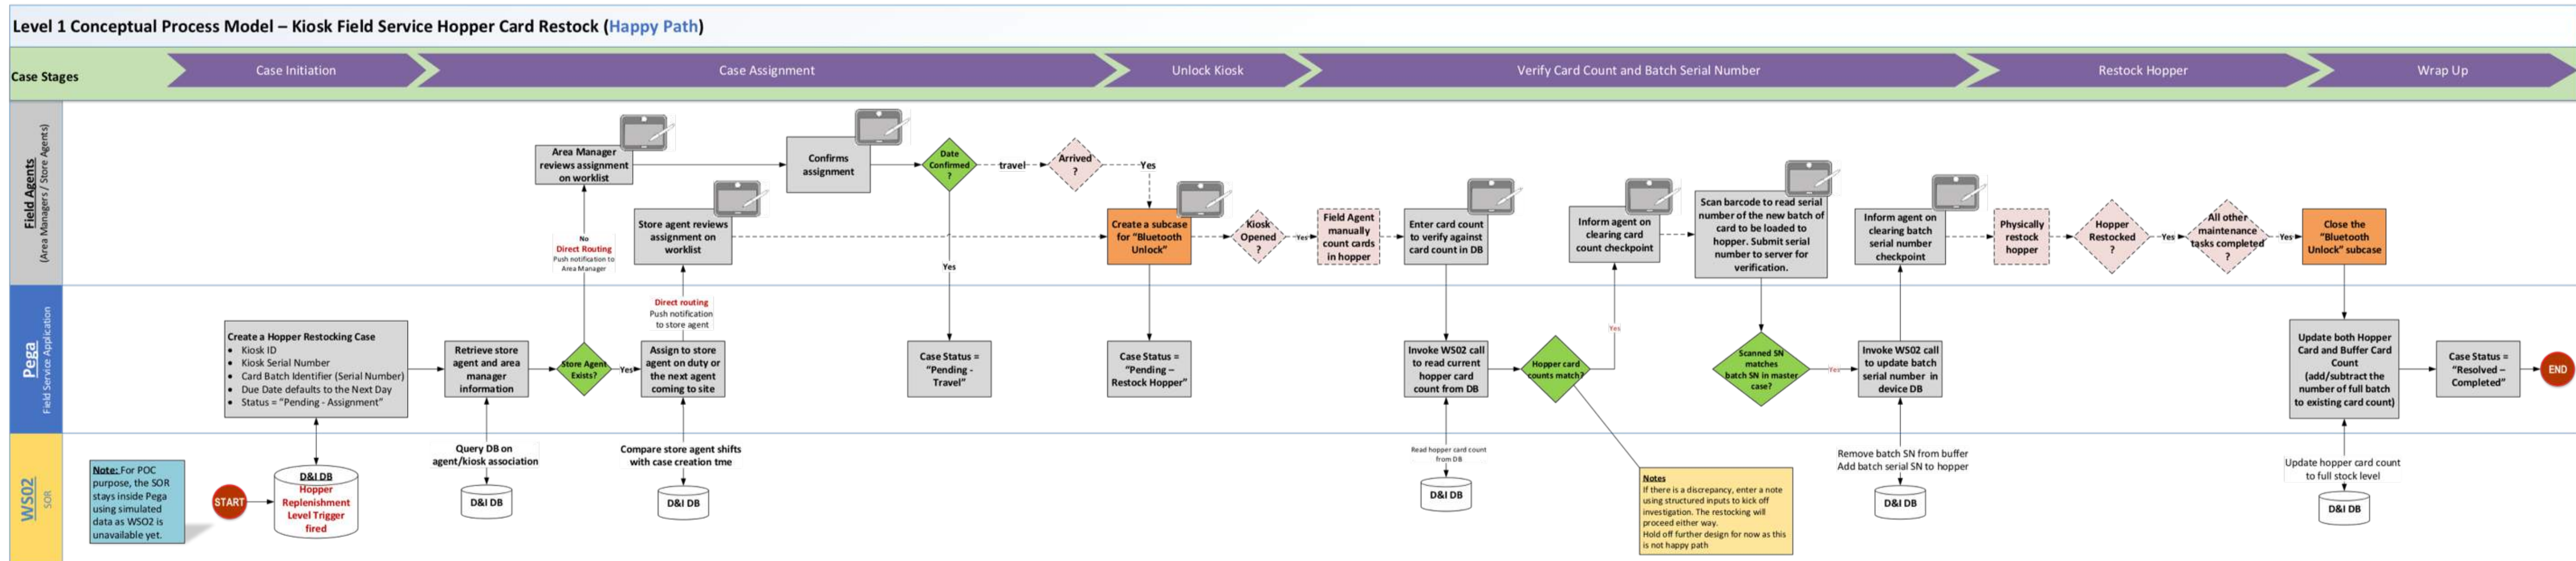 Level 1 Conceptual Process Model – Kiosk Field Service Hopper Card Restock (Happy Path)
Case Stages
Case Initiation
Case Assignment
Unlock Kiosk
Verify Card Count and Batch Serial Number
Restock Hopper
Wrap Up
Field Agents
(Area Managers / Store Agents)
Area Manager
reviews assignment
on worklist
Confirms
assignment
Date
Confirmed
?
travel
Arrived
?
Yes
Store agent reviews
assignment on
worklist
No
Direct Routing
Push notification to
Area Manager
Yes
Create a subcase
for “Bluetooth
Unlock”
Kiosk
Opened
?
Yes
Field Agent
manually
count cards
in hopper
Enter card count
to verify against
card count in DB
Inform agent on
clearing card
count checkpoint
Scan barcode to read serial
number of the new batch of
card to be loaded to
hopper. Submit serial
number to server for
verification.
Inform agent on
clearing batch
serial number
checkpoint
Physically
restock
hopper
Hopper
Restocked
?
Yes
All other
maintenance
tasks completed
?
Yes
Close the
“Bluetooth
Unlock” subcase
Pega
Field Service Application
Create a Hopper Restocking Case
• Kiosk ID
• Kiosk Serial Number
• Card Batch Identifier (Serial Number)
• Due Date defaults to the Next Day
• Status = “Pending - Assignment”
Retrieve store
agent and area
manager
information
Store Agent
Exists?
Yes
Direct routing
Push notification
to store agent
Assign to store
agent on duty or
the next agent
coming to site
Case Status =
“Pending -
Travel”
Case Status =
“Pending –
Restock Hopper”
Invoke WS02 call
to read current
hopper card
count from DB
Hopper card
counts match?
Yes
Scanned SN
matches
batch SN in master
case?
Yes
Invoke WS02 call
to update batch
serial number in
device DB
Update both Hopper
Card and Buffer Card
Count
(add/subtract the
number of full batch
to existing card count)
Case Status =
“Resolved –
Completed”
END
WS02
SOR
Note: For POC
purpose, the SOR
stays inside Pega
using simulated
data as WSO2 is
unavailable yet.
START
D&I DB
Hopper
Replenishment
Level Trigger
fired
Query DB on
agent/kiosk association
D&I DB
Compare store agent shifts
with case creation tme
D&I DB
Read hopper card count
from DB
D&I DB
Notes
If there is a discrepancy, enter a note
using structured inputs to kick off
investigation. The restocking will
proceed either way.
Hold off further design for now as this
is not happy path
Remove batch SN from buffer
Add batch serial SN to hopper
D&I DB
Update hopper card count
to full stock level
D&I DB